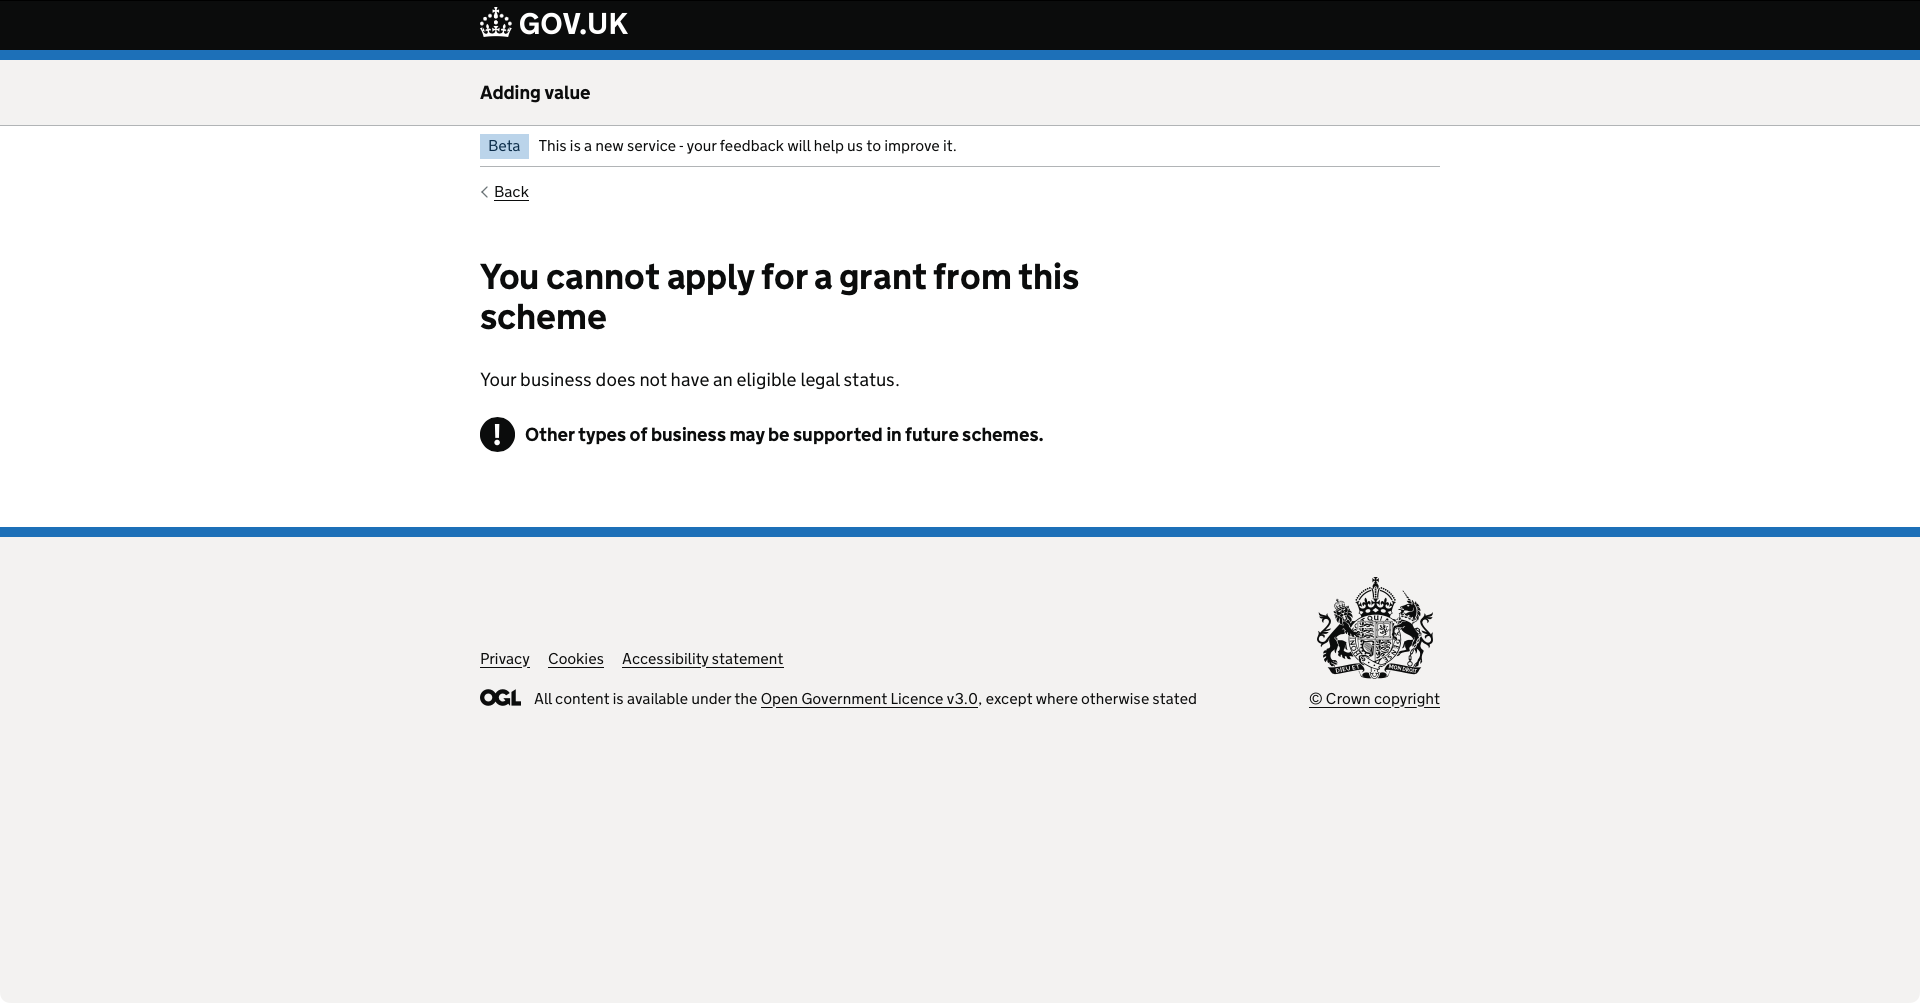 GOV.UK
Adding value
Beta This is a new service - your feedback will help us to improve it.
Back
You cannot apply for a grant from this
scheme
Your business does not have an eligible legal status.
! Other types of business may be supported in future schemes.
Privacy Cookies Accessibility statement
OGL All content is available under the Open Government Licence v3.0, except where otherwise stated
© Crown copyright